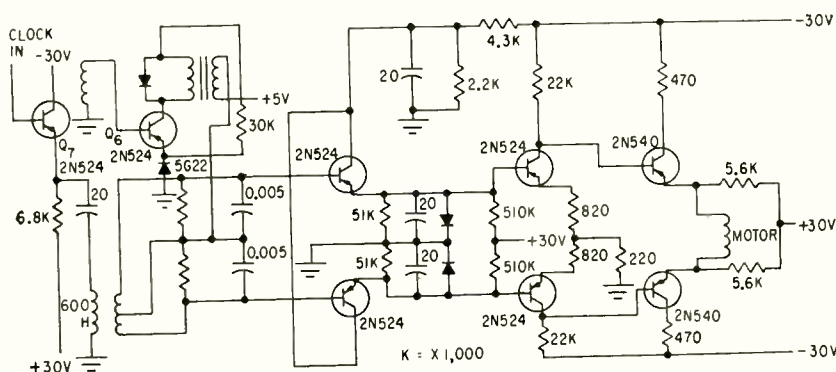 CLOCK
IN
-30V
Q7
2N524
20
6.8K
600
H
+30V
Q6
2N524
5G22
+5V
30K
0.005
0.005
2N524
2N524
20
2.2K
4.3K
51K
51K
20
20
510K
+30V
510K
K = X 1,000
22K
2N524
820
820
220
2N524
22K
-30V
470
2N540
5.6K
+30V
MOTOR
5.6K
2N540
470
-30V